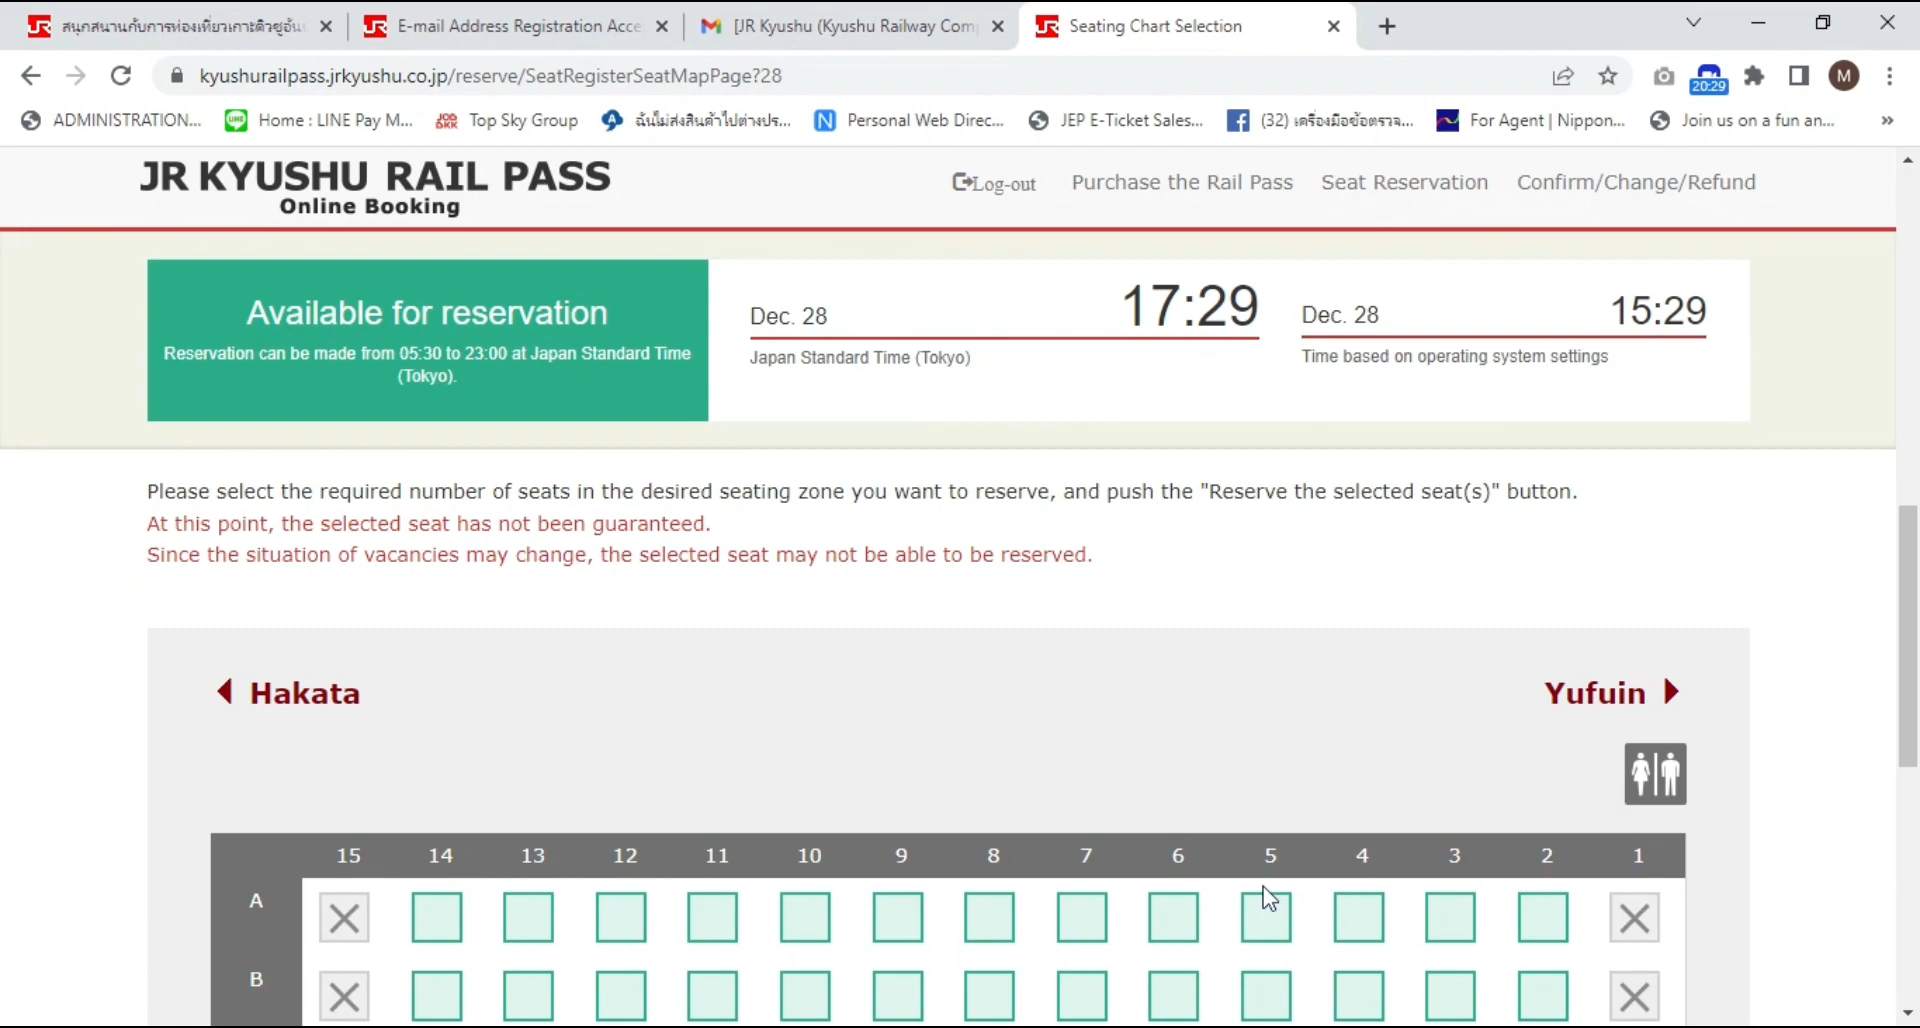 สนุกสนานกับการท่องเที่ยวเกาะคิวชูอัน
E-mail Address Registration Acce
[JR Kyushu (Kyushu Railway Com
Seating Chart Selection
kyushurailpass.jrkyushu.co.jp/reserve/SeatRegisterSeatMapPage?28
20:29
M
ADMINISTRATION...
Home : LINE Pay M...
Top Sky Group
ฉันไม่ส่งสินค้าไปต่างปร...
Personal Web Direc...
JEP E-Ticket Sales...
(32) เครื่องมือข้อตรวจ...
For Agent | Nippon...
Join us on a fun an...
»
JR KYUSHU RAIL PASS
Online Booking
Log-out
Purchase the Rail Pass
Seat Reservation
Confirm/Change/Refund
Available for reservation
Reservation can be made from 05:30 to 23:00 at Japan Standard Time
(Tokyo).
Dec. 28
17:29
Japan Standard Time (Tokyo)
Dec. 28
15:29
Time based on operating system settings
Please select the required number of seats in the desired seating zone you want to reserve, and push the "Reserve the selected seat(s)" button.
At this point, the selected seat has not been guaranteed.
Since the situation of vacancies may change, the selected seat may not be able to be reserved.
Hakata
Yufuin
15 14 13 12 11 10 9 8 7 6 5 4 3 2 1
A
B